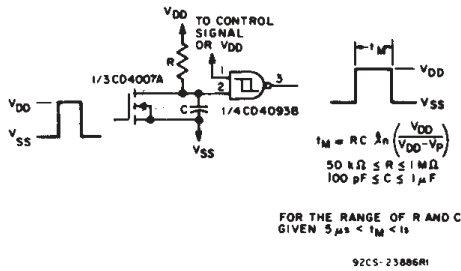 VDD
TO CONTROL
SIGNAL
OR VDD
R
1/3CD4007A
1
2
3
C
1/4CD4093B
VDD
VSS
VSS
tM
VDD
VSS
tM = RC ln (VDD / VDD-VP)
50 kΩ ≤ R ≤ 1 MΩ
100 pF ≤ C ≤ 1 μF
FOR THE RANGE OF R AND C
GIVEN 5 μs < tM < 1s
92CS-23886R1